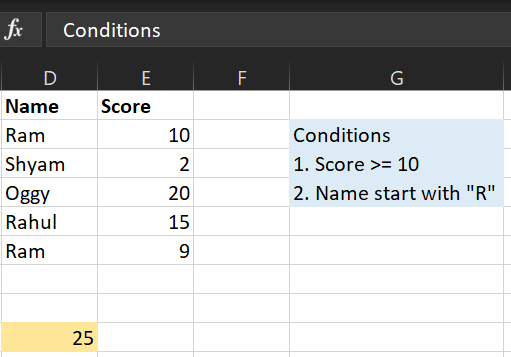 fx Conditions
D E F G
Name Score
Ram 10 Conditions
Shyam 2 1. Score >= 10
Oggy 20 2. Name start with "R"
Rahul 15
Ram 9
25